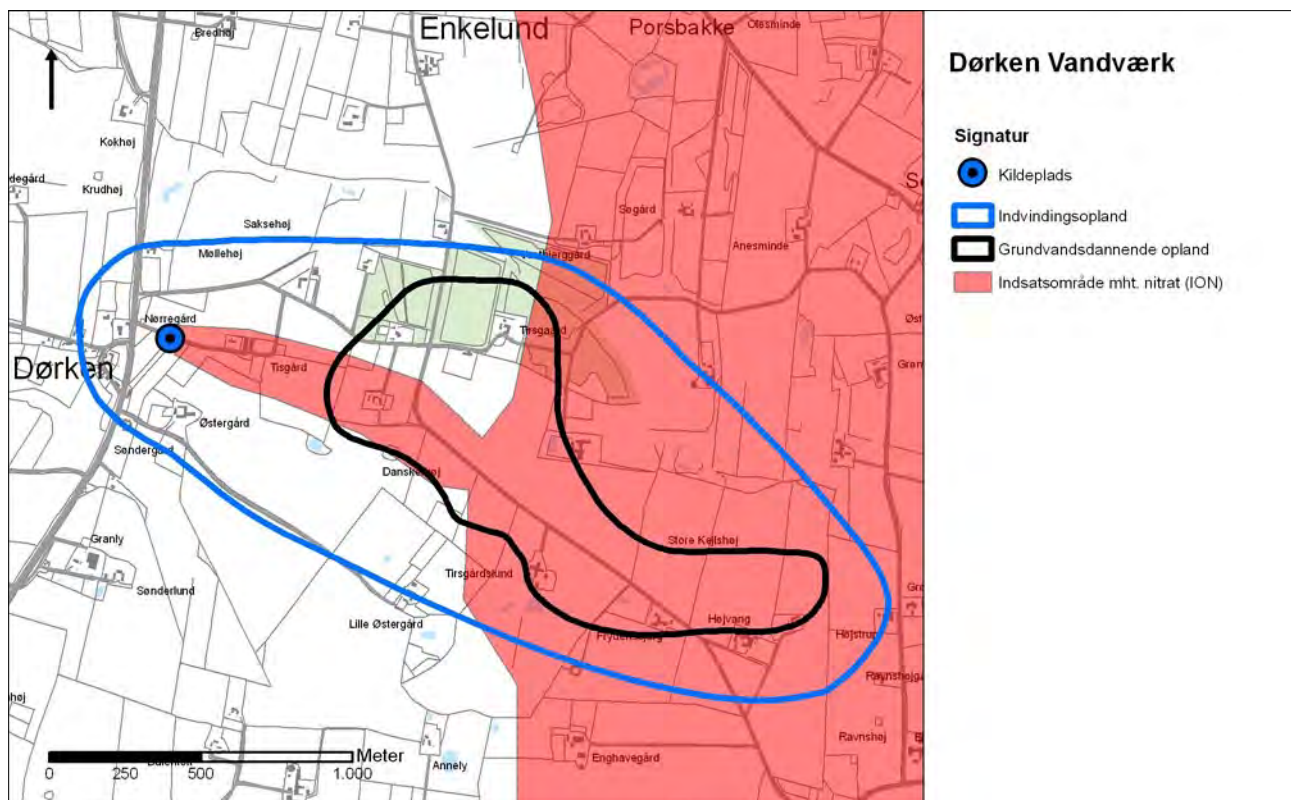 Enkelund
Porsbakke
Olesminde
Bredhøj
Kokhøj
degård
Krudhøj
Saksehøj
Møllehøj
Søgård
Anesminde
Nørregård
Dørken
Tisgård
Tirsgaard
Østergård
Søndergård
Store Kejlshøj
Granly
Sønderlund
Tirsgårdslund
Lille Østergård
Højvang
Højstrup
Ravnshøj
Enghavegård
Annely
Meter
0 250 500 1.000
Dørken Vandværk
Signatur
Kildeplads
Indvindingsopland
Grundvandsdannende opland
Indsatsområde mht. nitrat (ION)